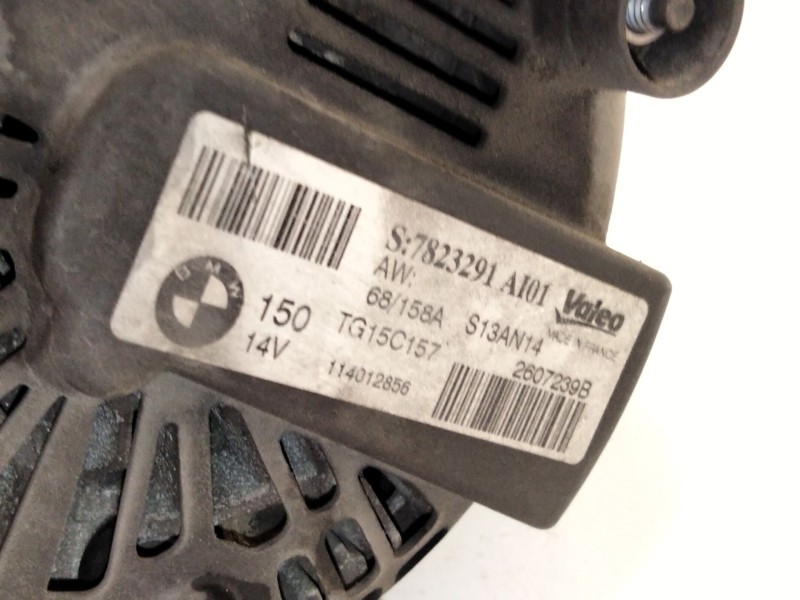 S:7823291 AI01
AW:
68/158A S13AN14
Valeo
MADE IN FRANCE
BMW
150
14V
TG15C157
114012856
2607239B